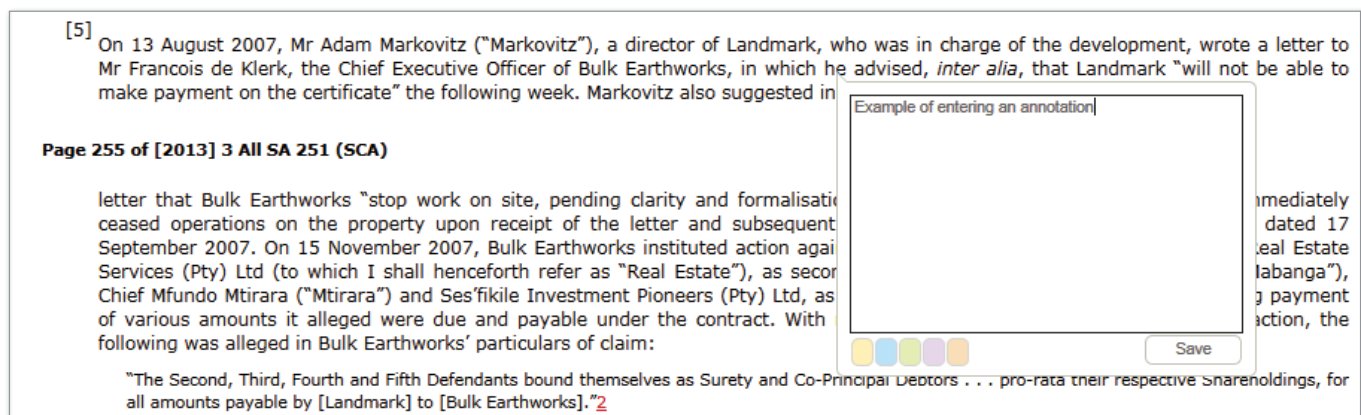 [5]
On 13 August 2007, Mr Adam Markovitz (“Markovitz”), a director of Landmark, who was in charge of the development, wrote a letter to
Mr Francois de Klerk, the Chief Executive Officer of Bulk Earthworks, in which he advised, inter alia, that Landmark “will not be able to
make payment on the certificate” the following week. Markovitz also suggested in
Example of entering an annotation
Page 255 of [2013] 3 All SA 251 (SCA)
letter that Bulk Earthworks “stop work on site, pending clarity and
ceased operations on the property upon receipt of the letter and dated 17
September 2007. On 15 November 2007, Bulk Earthworks instituted action Estate
Services (Pty) Ltd (to which I shall henceforth refer as “Real Estate”), as
Chief Mfundo Mtirara (“Mtirara”) and Ses’fikile Investment Pioneers (Pty) Ltd, as payment
of various amounts it alleged were due and payable under the contract. With the
following was alleged in Bulk Earthworks’ particulars of claim:
Save
“The Second, Third, Fourth and Fifth Defendants bound themselves as Surety and Co-Principal Debtors . . . pro-rata their respective Shareholdings, for
all amounts payable by [Landmark] to [Bulk Earthworks].”2